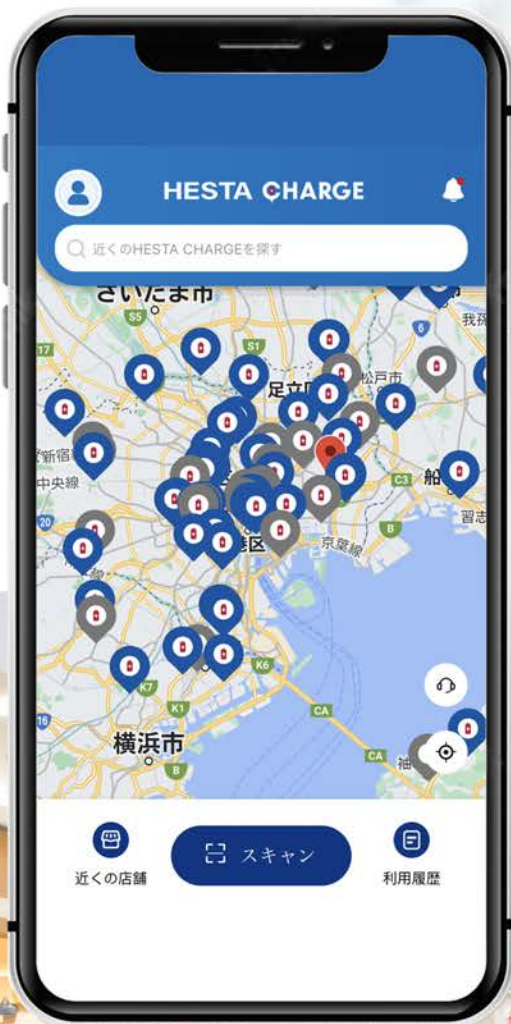 HESTA CHARGE
近くのHESTA CHARGEを探す
さいたま市
S5
我孫
6
17
S1
松戸市
足立区
新宿
中央線
C3
船
習志
20
港区
京葉線
B
K6
K7
K1
CA
16
横浜市
CA
袖
B
スキャン
近くの店舗
利用履歴